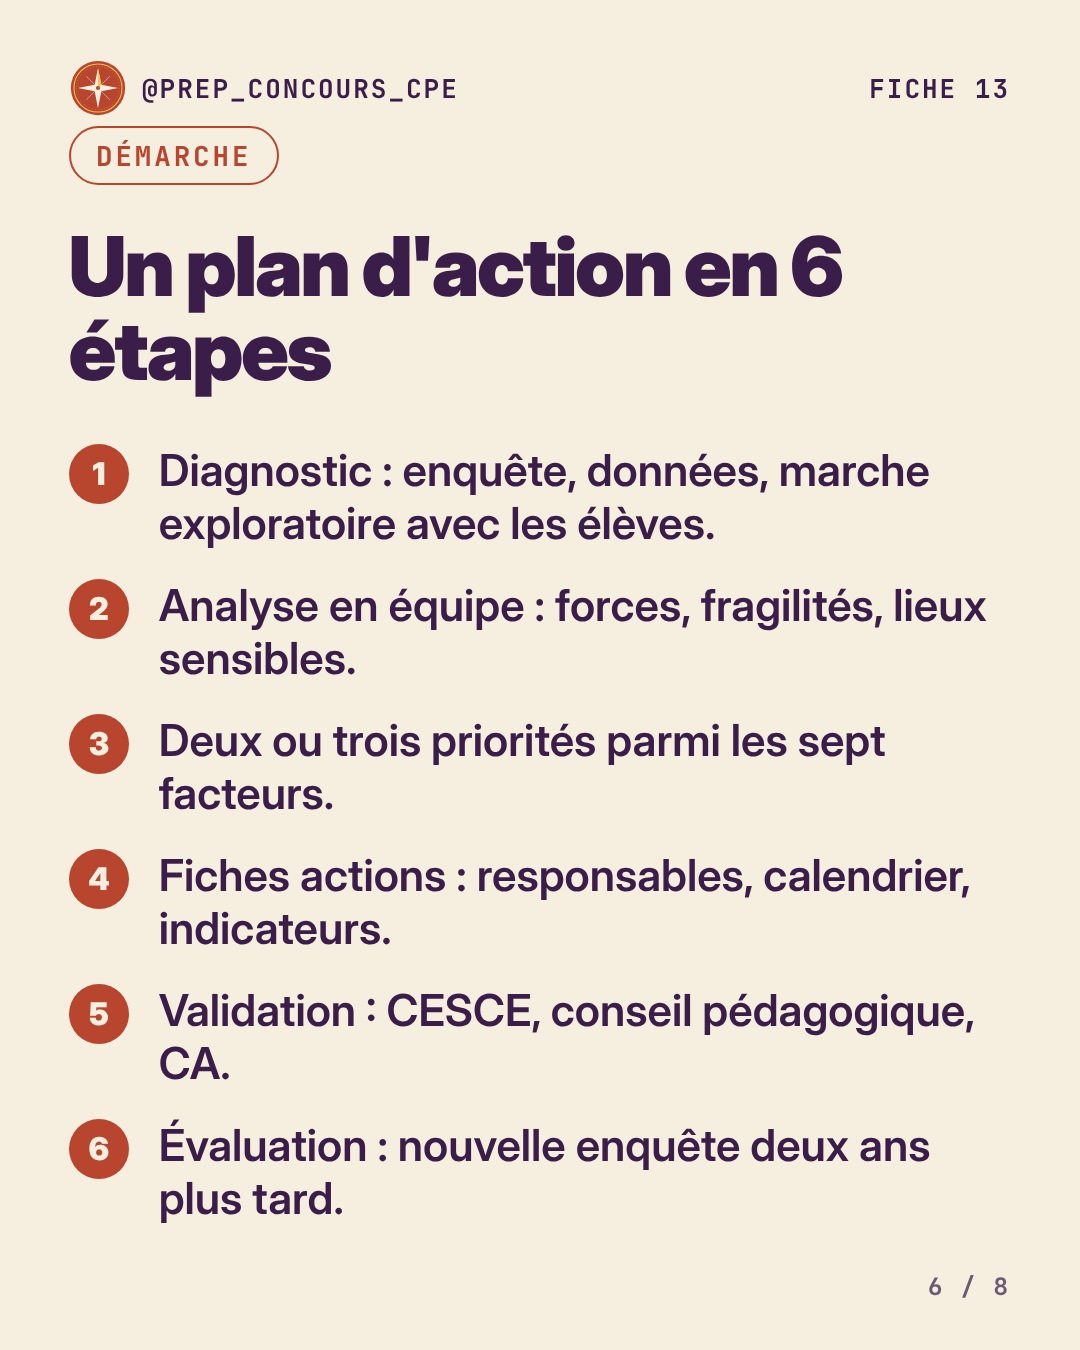 @PREP_CONCOURS_CPE
FICHE 13
DÉMARCHE
Un plan d'action en 6
étapes
1 Diagnostic : enquête, données, marche
exploratoire avec les élèves.
2 Analyse en équipe : forces, fragilités, lieux
sensibles.
3 Deux ou trois priorités parmi les sept
facteurs.
4 Fiches actions : responsables, calendrier,
indicateurs.
5 Validation : CESCE, conseil pédagogique,
CA.
6 Évaluation : nouvelle enquête deux ans
plus tard.
6 / 8